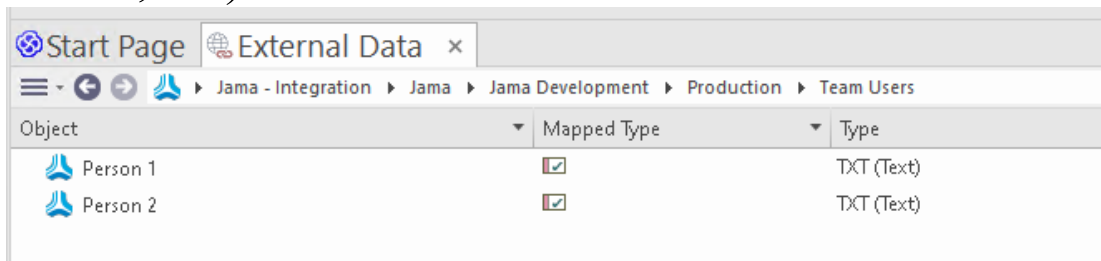 Start Page External Data ×
Jama - Integration Jama Jama Development Production Team Users
Object Mapped Type Type
Person 1 TXT (Text)
Person 2 TXT (Text)